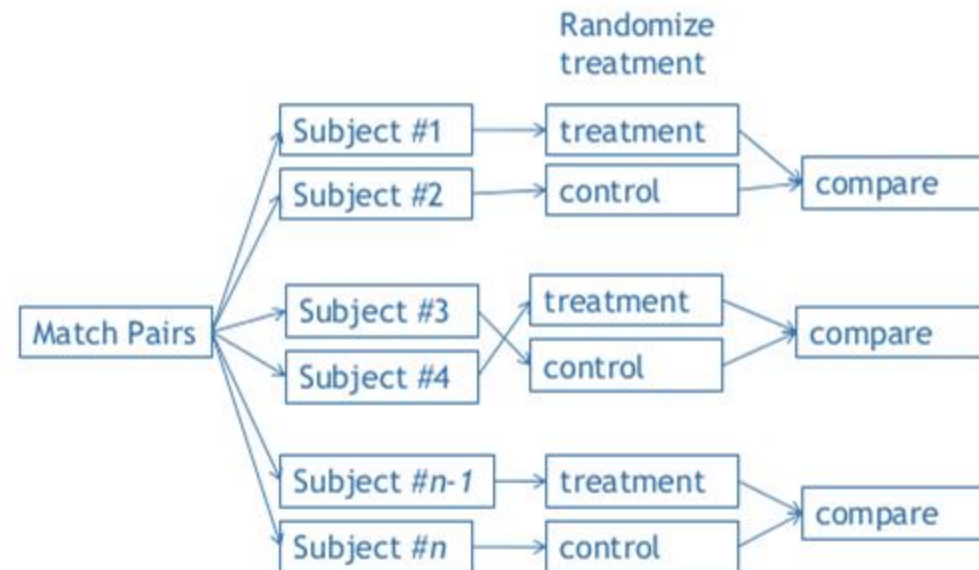 Randomize
treatment
Subject #1
treatment
Subject #2
control
compare
Match Pairs
Subject #3
treatment
Subject #4
control
compare
Subject #n-1
treatment
Subject #n
control
compare